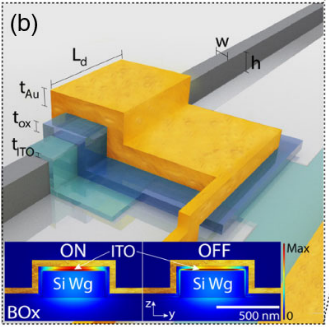 (b)
L_d
w
h
t_Au
t_ox
t_ITO
ON
ITO
OFF
Max
Si Wg
Si Wg
BOx
z
y
500 nm
0